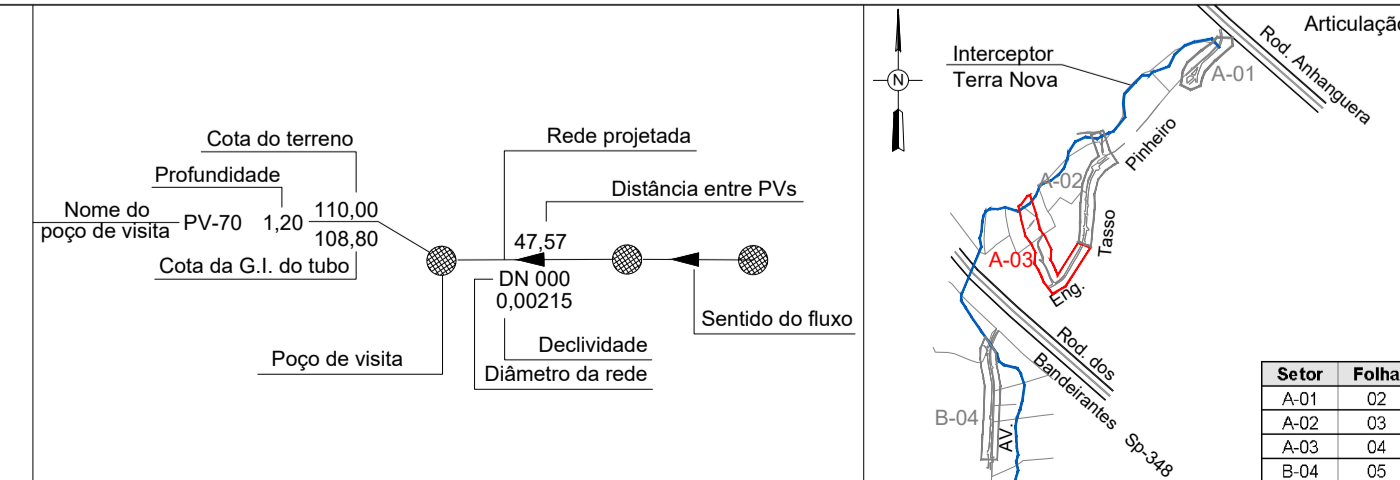 Cota do terreno
Profundidade
Nome do
poço de visita
PV-70
1,20
110,00
108,80
Cota da G.I. do tubo
Rede projetada
Distância entre PVs
47,57
DN 000
0,00215
Sentido do fluxo
Declividade
Diâmetro da rede
Poço de visita
N
Interceptor
Terra Nova
Rod. Anhanguera
A-01
Pinheiro
A-02
Tasso
A-03
Eng.
Rod. dos
Bandeirantes Sp-348
B-04
AV.
Setor Folha
A-01 02
A-02 03
A-03 04
B-04 05